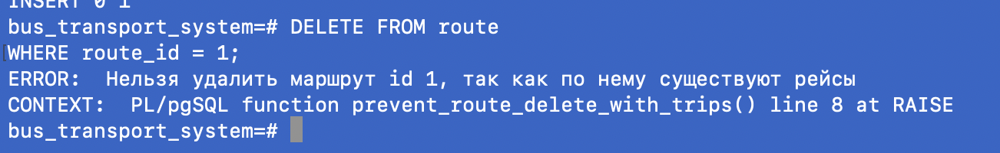 INSERT 0 1
bus_transport_system=# DELETE FROM route
WHERE route_id = 1;
ERROR:  Нельзя удалить маршрут id 1, так как по нему существуют рейсы
CONTEXT:  PL/pgSQL function prevent_route_delete_with_trips() line 8 at RAISE
bus_transport_system=#